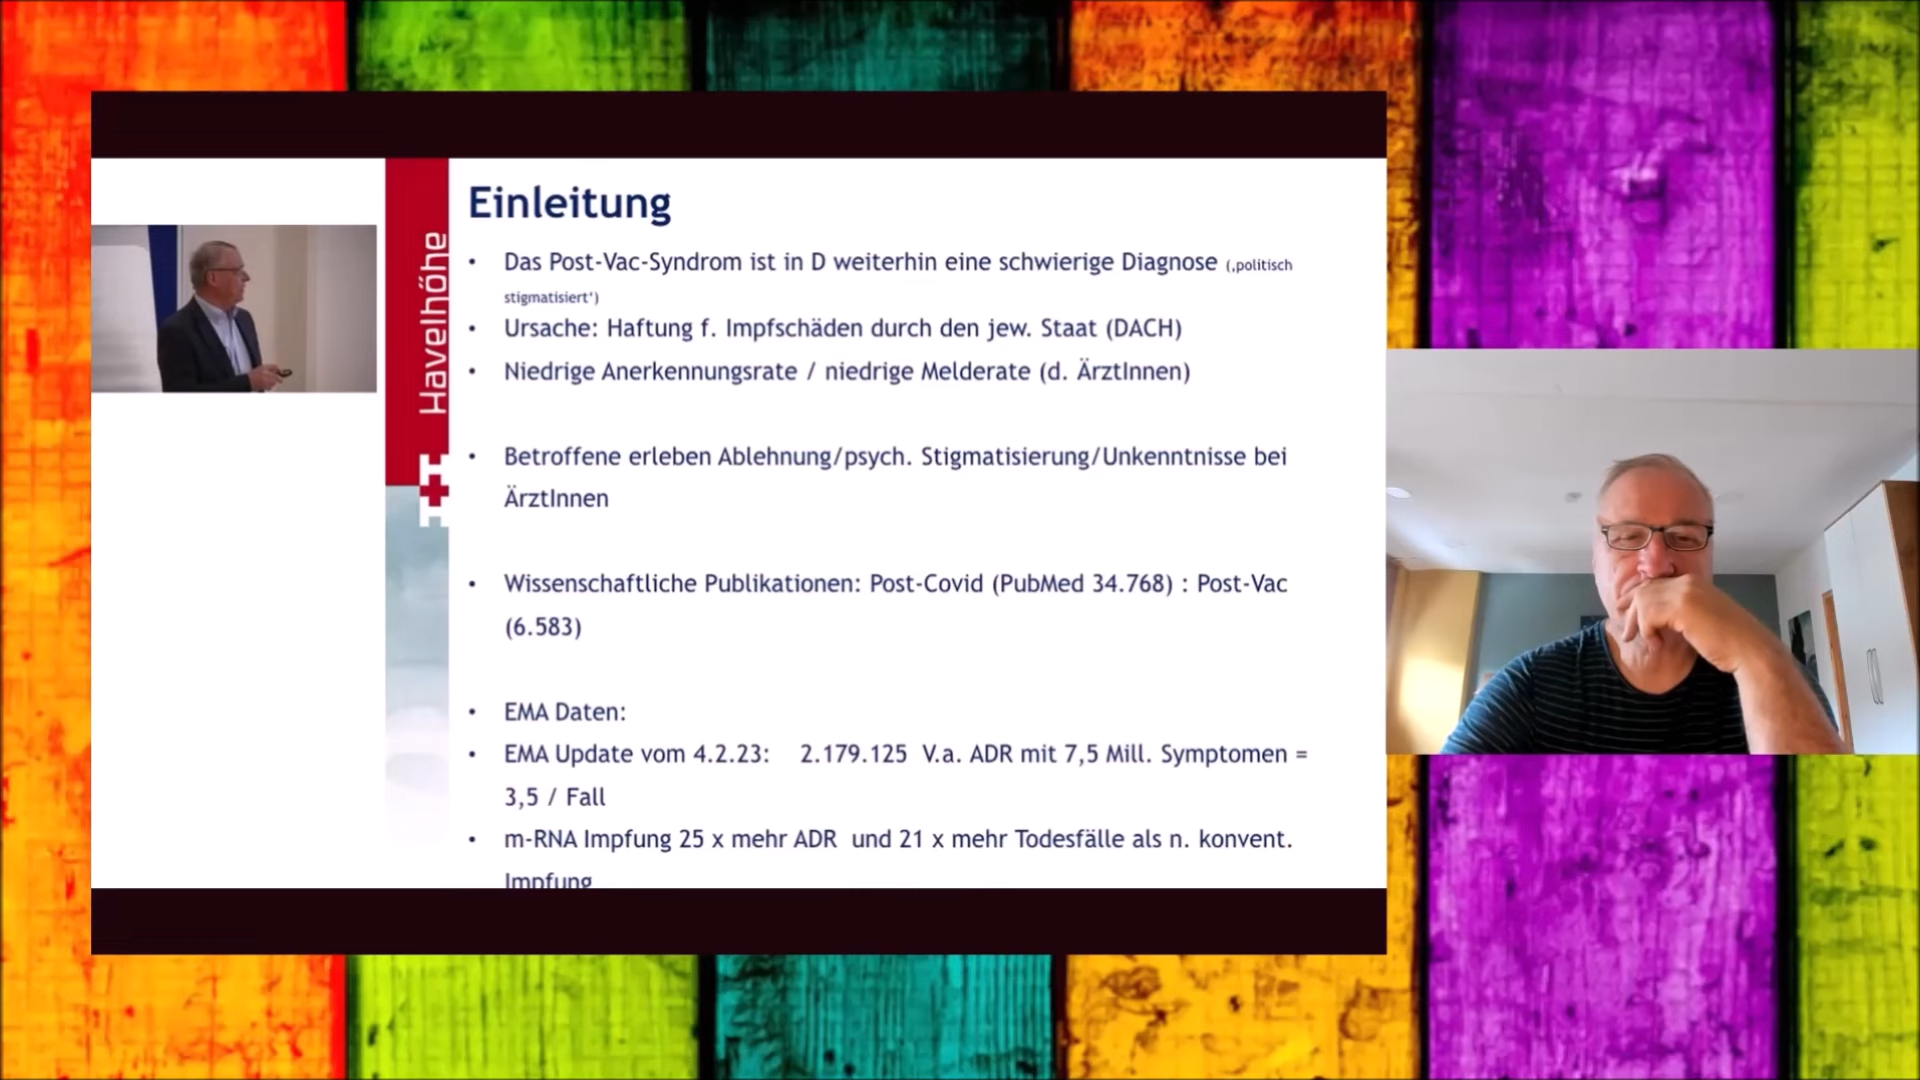 Einleitung
• Das Post-Vac-Syndrom ist in D weiterhin eine schwierige Diagnose (‚politisch
stigmatisiert‘)
• Ursache: Haftung f. Impfschäden durch den jew. Staat (DACH)
• Niedrige Anerkennungsrate / niedrige Melderate (d. ÄrztInnen)
• Betroffene erleben Ablehnung/psych. Stigmatisierung/Unkenntnisse bei
ÄrztInnen
• Wissenschaftliche Publikationen: Post-Covid (PubMed 34.768) : Post-Vac
(6.583)
• EMA Daten:
• EMA Update vom 4.2.23: 2.179.125 V.a. ADR mit 7,5 Mill. Symptomen =
3,5 / Fall
• m-RNA Impfung 25 x mehr ADR und 21 x mehr Todesfälle als n. konvent.
Impfung
Havelhöhe